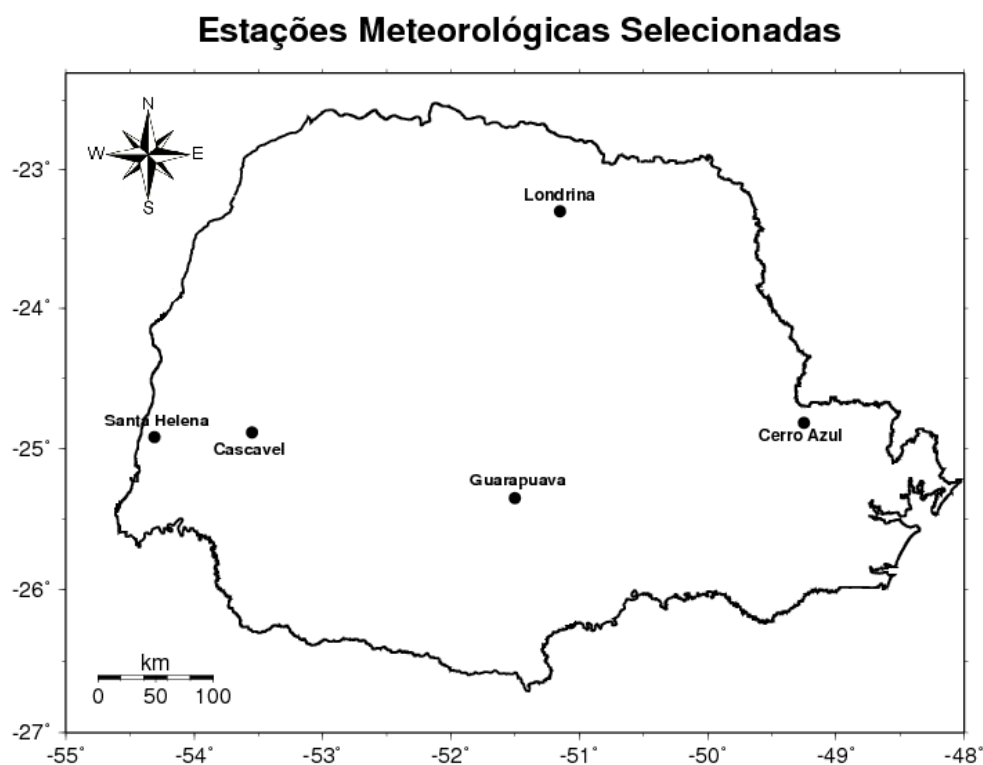 Estações Meteorológicas Selecionadas
N
W E
S
-23˚
Londrina
-24˚
Santa Helena
Cascavel
Cerro Azul
-25˚
Guarapuava
-26˚
km
0 50 100
-27˚
-55 -54 -53 -52 -51 -50 -49 -48